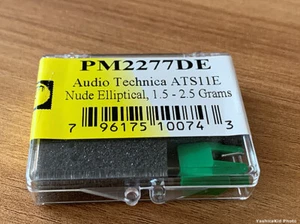 PM2277DE
Audio Technica ATS11E
Nude Elliptical, 1.5 - 2.5 Grams
7 96175 10074 3